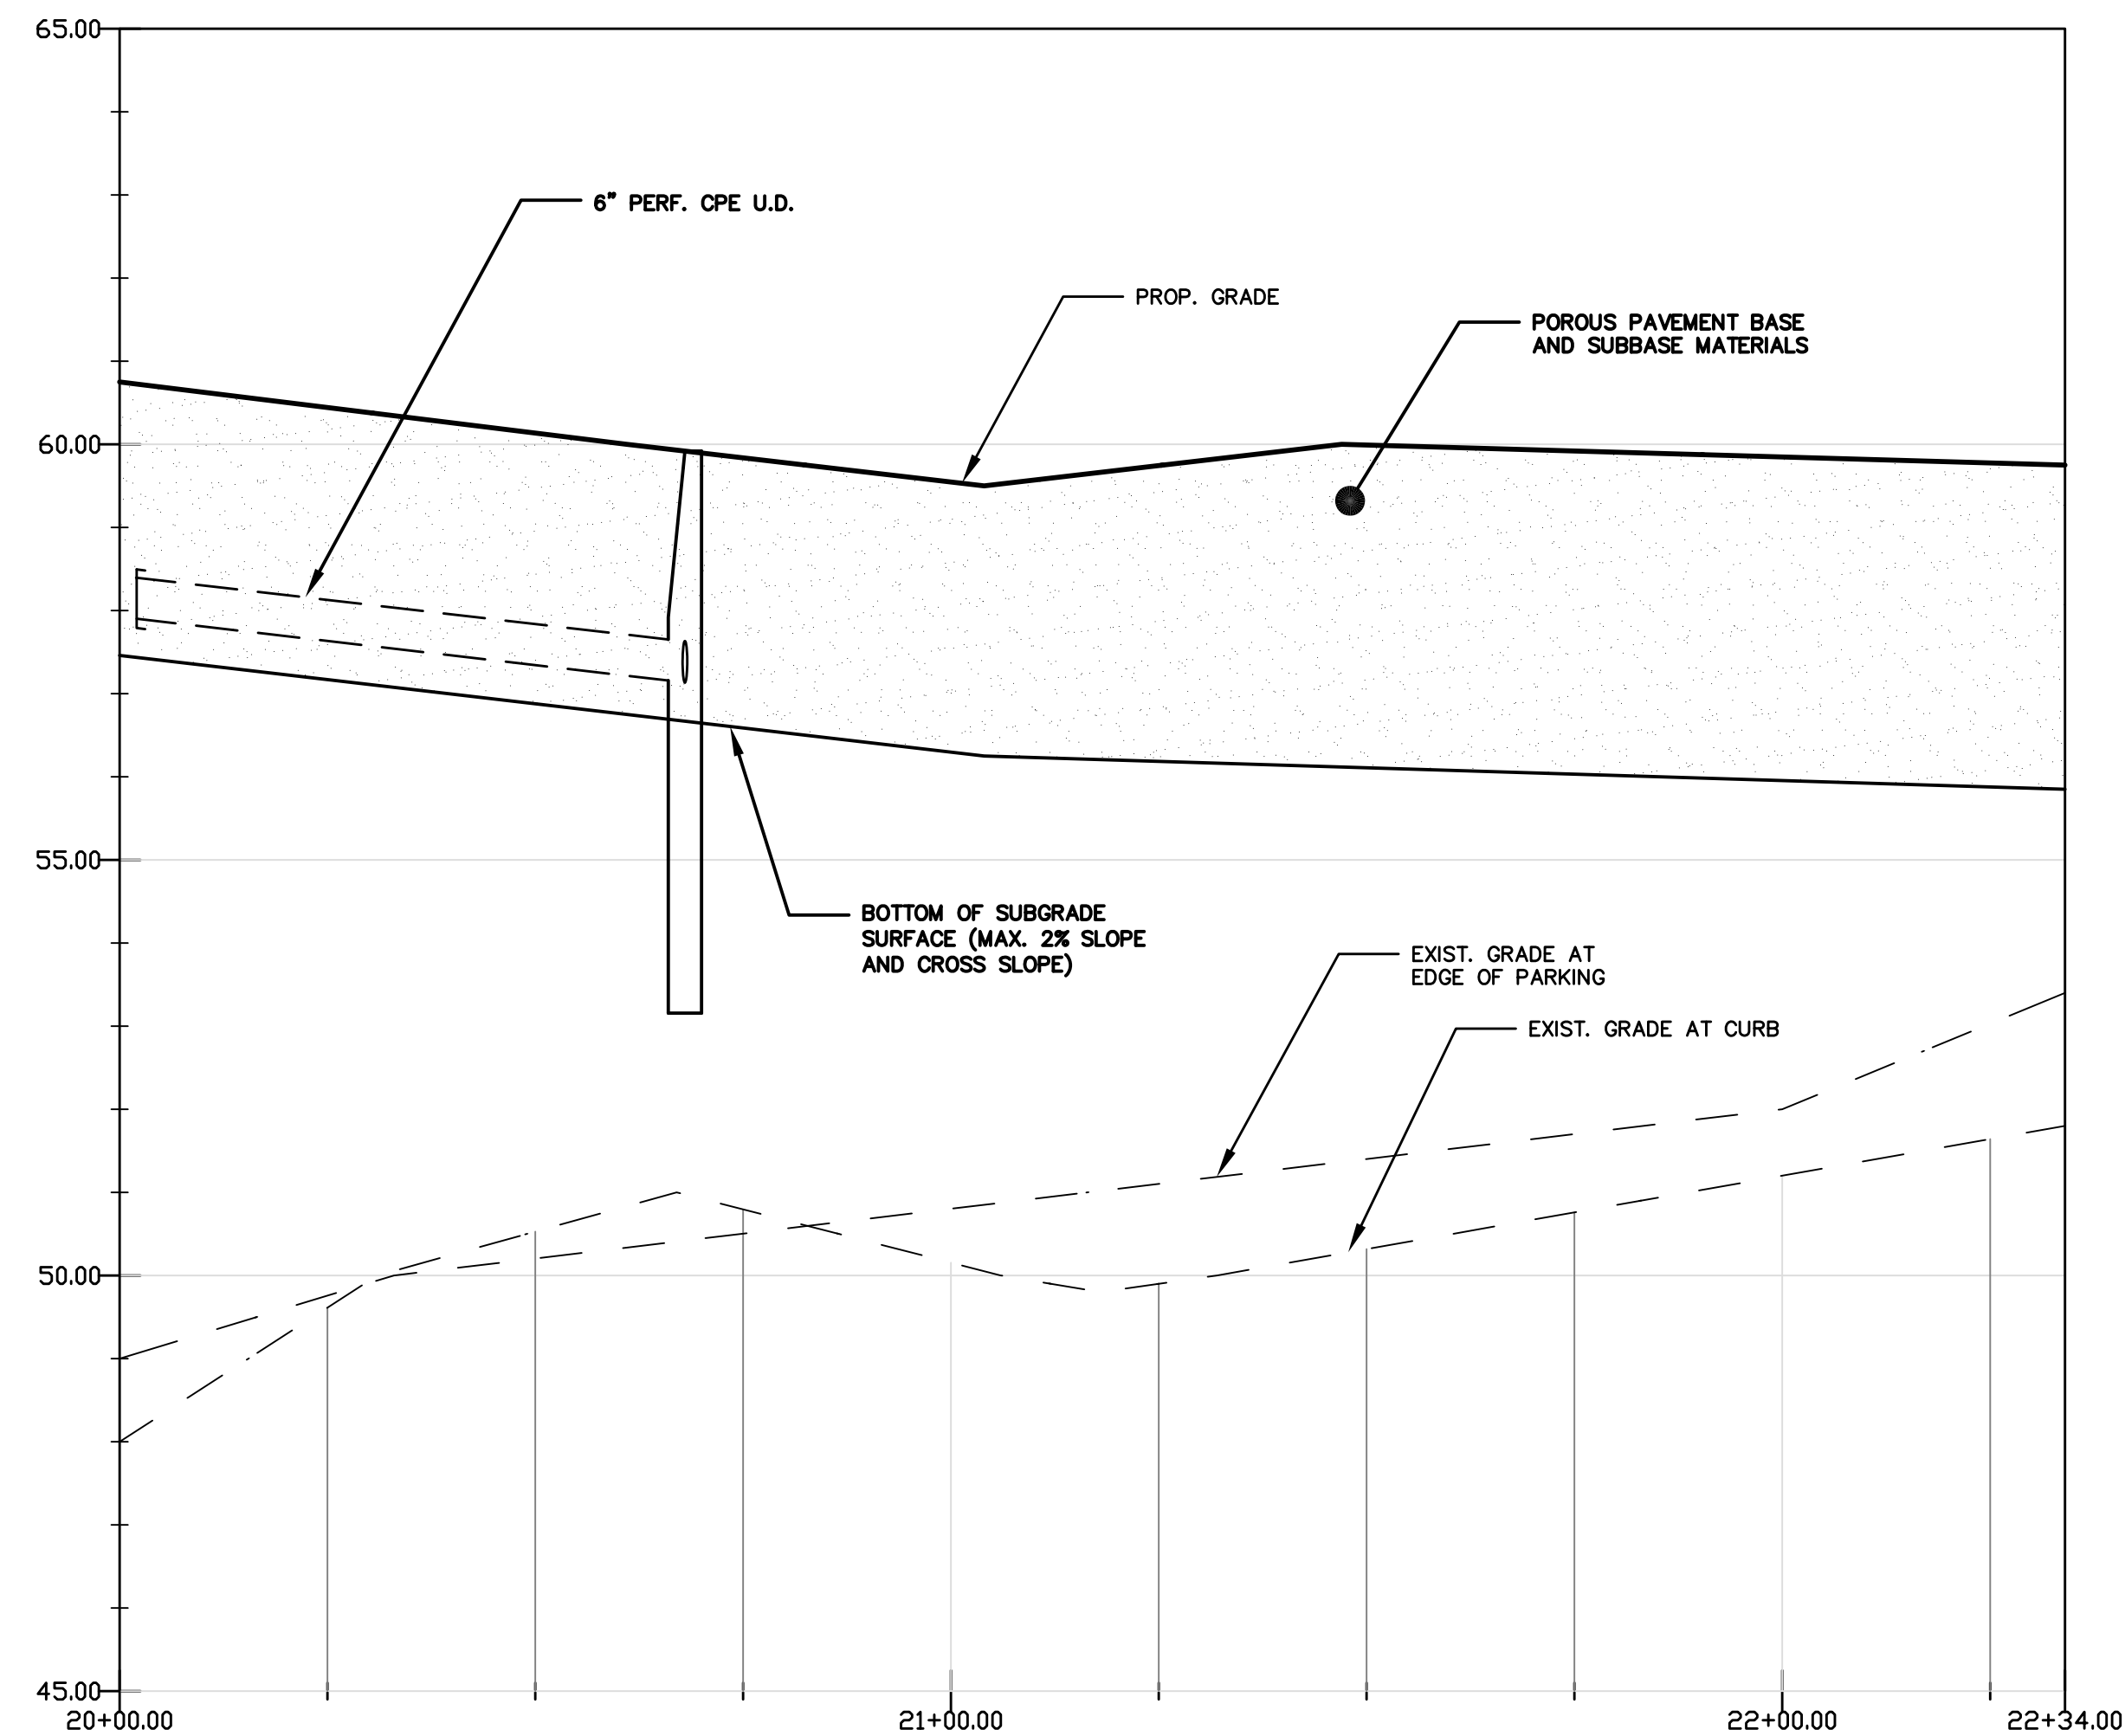 65.00
6" PERF. CPE U.D.
PROP. GRADE
POROUS PAVEMENT BASE
AND SUBBASE MATERIALS
60.00
55.00
BOTTOM OF SUBGRADE
SURFACE (MAX. 2% SLOPE
AND CROSS SLOPE)
EXIST. GRADE AT
EDGE OF PARKING
EXIST. GRADE AT CURB
50.00
45.00
20+00.00
21+00.00
22+00.00
22+34.00